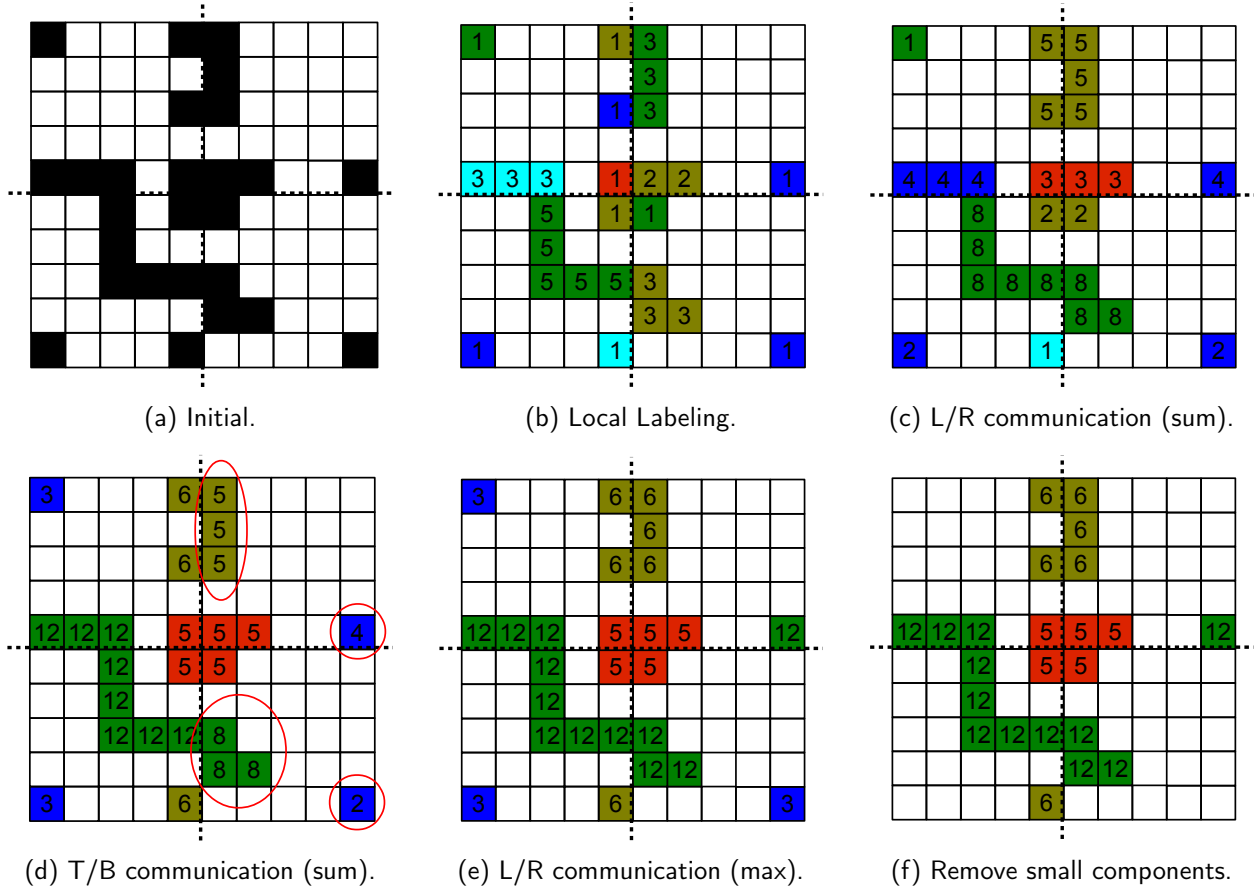 1 1 3 1 5 5
3 5
1 3 5 5
3 3 3 1 2 2 1 4 4 4 3 3 3 4
5 1 1 8 2 2
5 8
5 5 5 3 8 8 8 8
3 3 8 8
1 1 1 2 1 2
(a) Initial. (b) Local Labeling. (c) L/R communication (sum).
3 6 5 3 6 6 6 6
5 6 6
6 5 6 6 6 6
12 12 12 5 5 5 4 12 12 12 5 5 5 12 12 12 12 5 5 5 12
12 5 5 12 5 5 12 5 5
12 12 12
12 12 12 8 12 12 12 12 12 12 12 12
8 8 12 12 12 12
3 6 2 3 6 3 6
(d) T/B communication (sum). (e) L/R communication (max). (f) Remove small components.